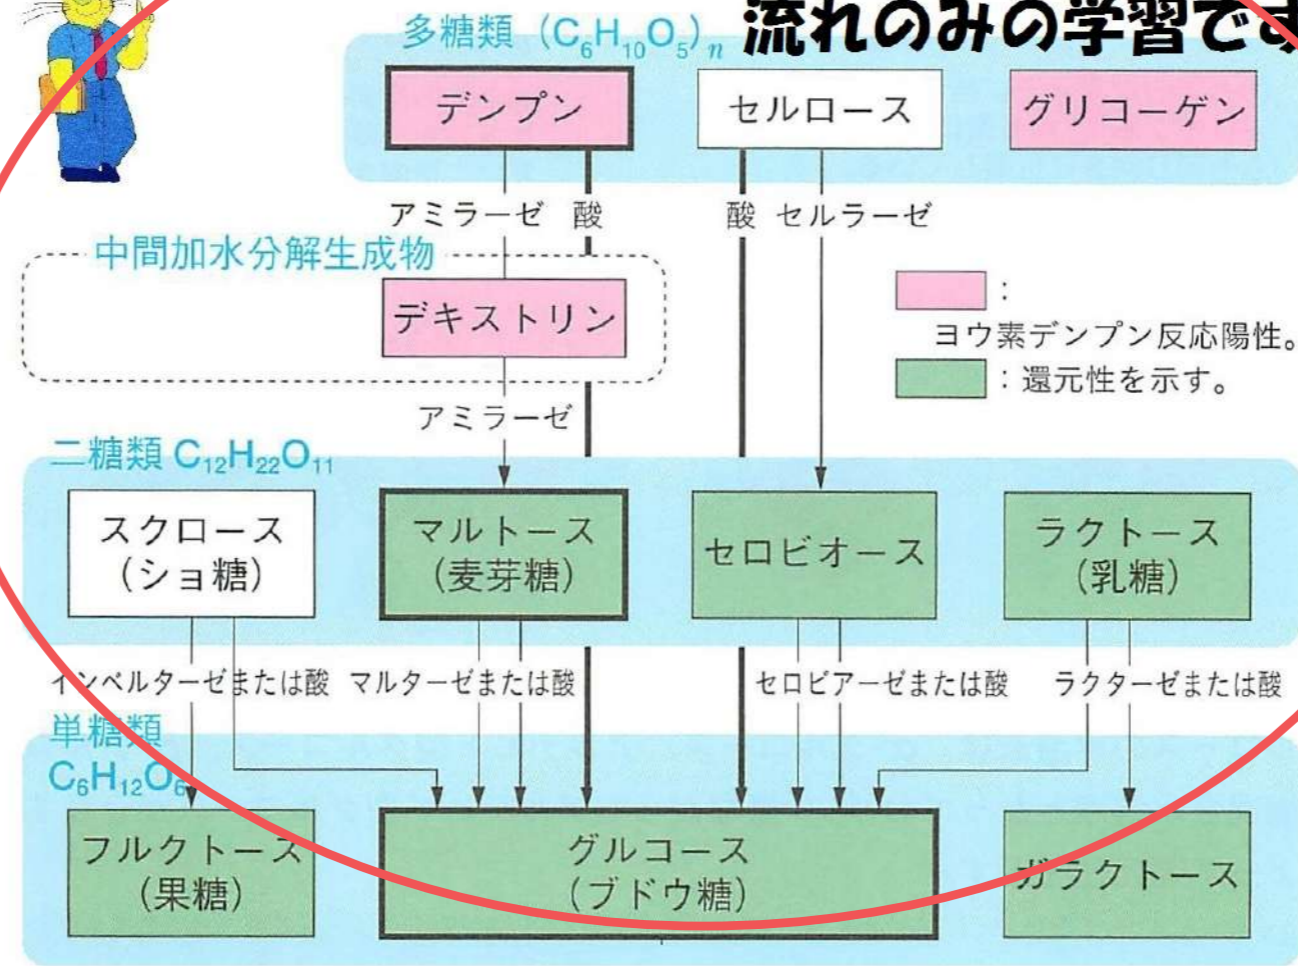 多糖類 (C₆H₁₀O₅)ₙ 流れのみの学習です
デンプン
セルロース
グリコーゲン
アミラーゼ 酸
酸 セルラーゼ
中間加水分解生成物
デキストリン
:
ヨウ素デンプン反応陽性。
:還元性を示す。
アミラーゼ
二糖類 C₁₂H₂₂O₁₁
スクロース
(ショ糖)
マルトース
(麦芽糖)
セロビオース
ラクトース
(乳糖)
インベルターゼまたは酸
マルターゼまたは酸
セロビアーゼまたは酸
ラクターゼまたは酸
単糖類
C₆H₁₂O₆
フルクトース
(果糖)
グルコース
(ブドウ糖)
ガラクトース